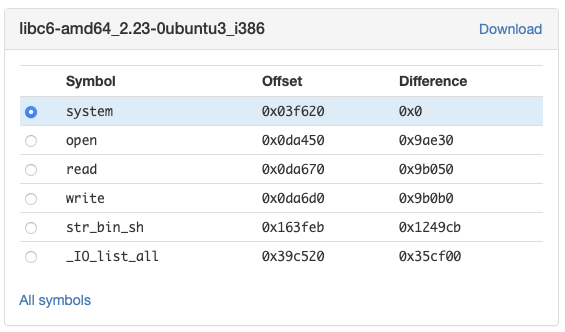 libc6-amd64_2.23-0ubuntu3_i386 Download
Symbol Offset Difference
system 0x03f620 0x0
open 0x0da450 0x9ae30
read 0x0da670 0x9b050
write 0x0da6d0 0x9b0b0
str_bin_sh 0x163feb 0x1249cb
_IO_list_all 0x39c520 0x35cf00
All symbols